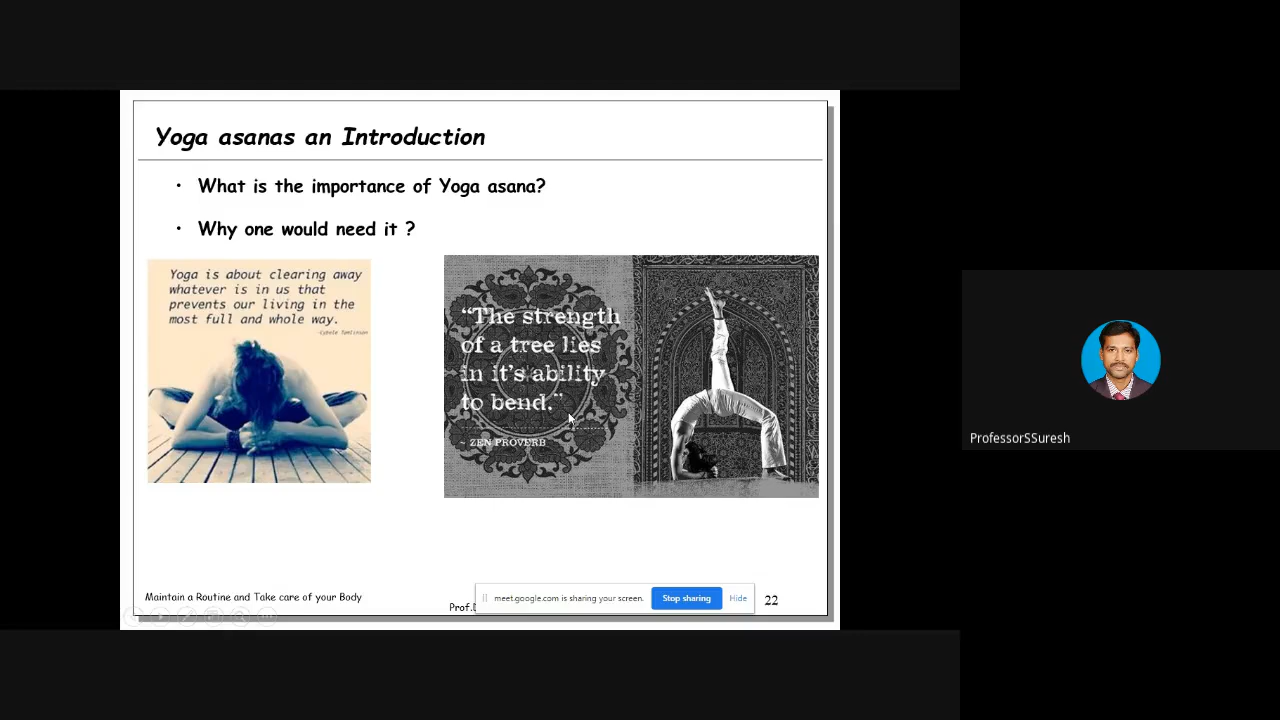 Yoga asanas an Introduction
• What is the importance of Yoga asana?
• Why one would need it ?
Yoga is about clearing away
whatever is in us that
prevents our living in the
most full and whole way.
“The strength
of a tree lies
in it's ability
to bend.”
~ ZEN PROVERB
Maintain a Routine and Take care of your Body
Prof.
meet.google.com is sharing your screen.
Stop sharing
Hide
22
ProfessorSSuresh